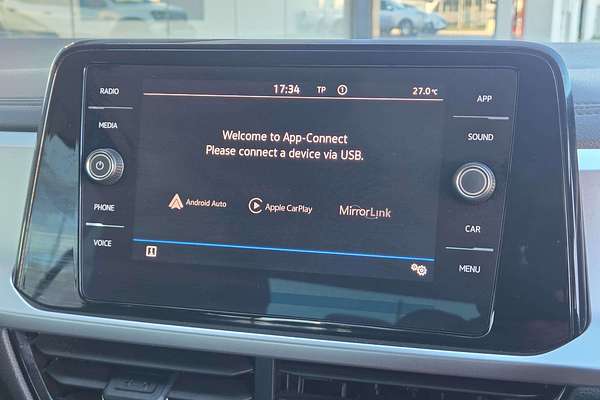 RADIO
MEDIA
PHONE
VOICE
17:34 TP 27.0°C
Welcome to App-Connect
Please connect a device via USB.
Android Auto Apple CarPlay MirrorLink
APP
SOUND
CAR
MENU